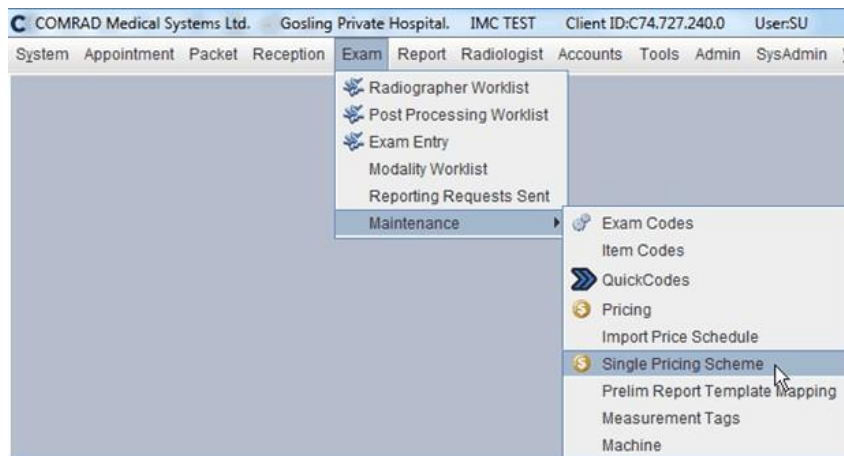 C COMRAD Medical Systems Ltd. Gosling Private Hospital. IMC TEST Client ID:C74.727.240.0 User:SU
System Appointment Packet Reception Exam Report Radiologist Accounts Tools Admin SysAdmin
Radiographer Worklist
Post Processing Worklist
Exam Entry
Modality Worklist
Reporting Requests Sent
Maintenance
Exam Codes
Item Codes
QuickCodes
Pricing
Import Price Schedule
Single Pricing Scheme
Prelim Report Template Mapping
Measurement Tags
Machine